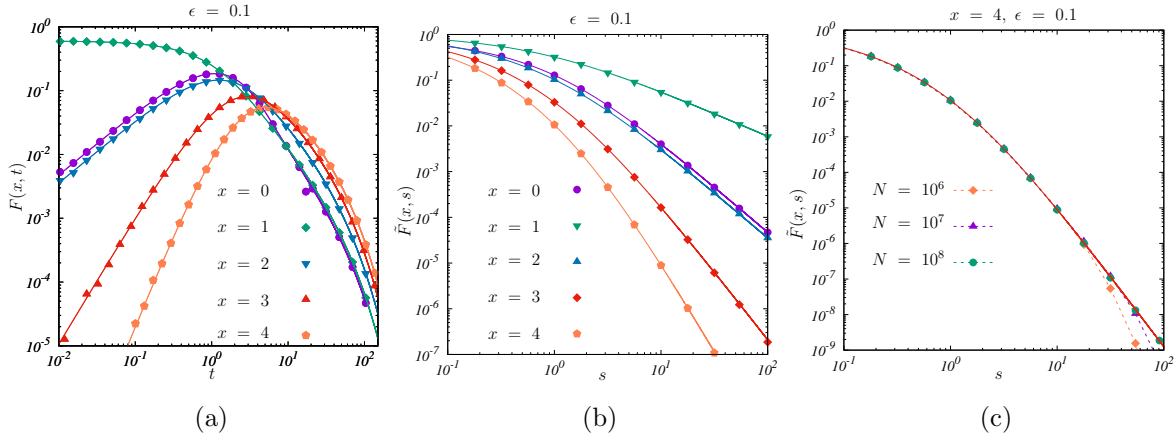 ϵ = 0.1
10^0
10^-1
10^-2
10^-3
10^-4
10^-5
F(x, t)
x = 0
x = 1
x = 2
x = 3
x = 4
10^-2
10^-1
10^0
10^1
10^2
t
(a)
ϵ = 0.1
10^0
10^-1
10^-2
10^-3
10^-4
10^-5
10^-6
10^-7
F̃(x, s)
x = 0
x = 1
x = 2
x = 3
x = 4
10^-1
10^0
10^1
10^2
s
(b)
x = 4, ϵ = 0.1
10^0
10^-1
10^-2
10^-3
10^-4
10^-5
10^-6
10^-7
10^-8
10^-9
F̃(x, s)
N = 10^6
N = 10^7
N = 10^8
10^-1
10^0
10^1
10^2
s
(c)